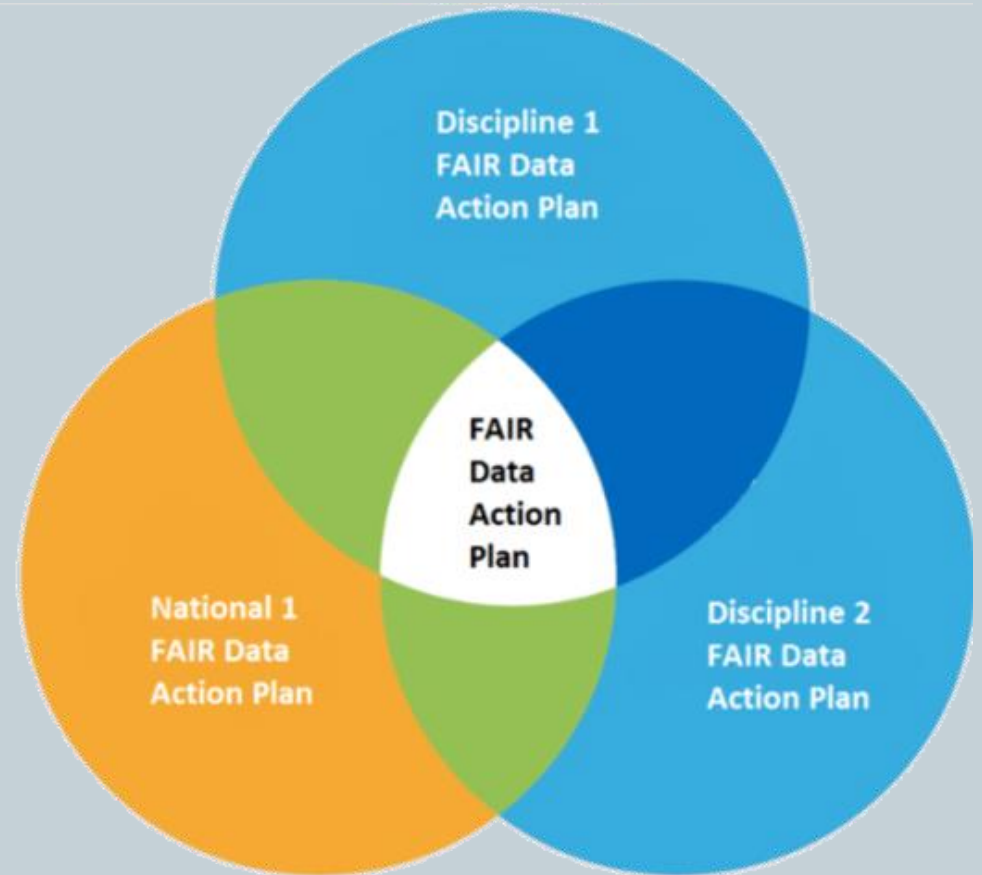 Discipline 1
FAIR Data
Action Plan
FAIR
Data
Action
Plan
National 1
FAIR Data
Action Plan
Discipline 2
FAIR Data
Action Plan